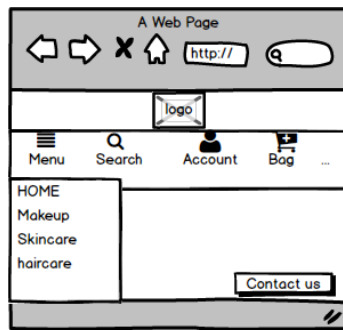 A Web Page
http://
logo
Menu Search Account Bag ...
HOME
Makeup
Skincare
haircare
Contact us